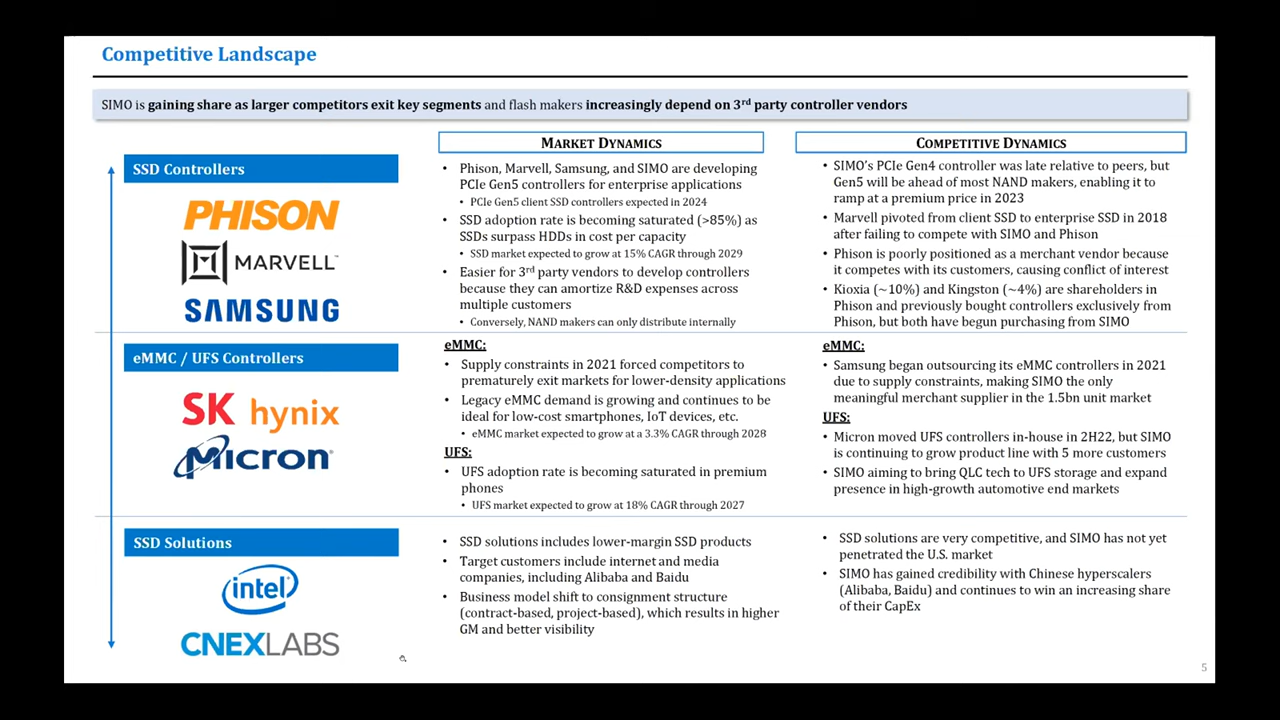 Competitive Landscape
SIMO is gaining share as larger competitors exit key segments and flash makers increasingly depend on 3rd party controller vendors
MARKET DYNAMICS
COMPETITIVE DYNAMICS
SSD Controllers
PHISON
MARVELL
SAMSUNG
• Phison, Marvell, Samsung, and SIMO are developing
PCIe Gen5 controllers for enterprise applications
• PCIe Gen5 client SSD controllers expected in 2024
• SSD adoption rate is becoming saturated (>85%) as
SSDs surpass HDDs in cost per capacity
• SSD market expected to grow at 15% CAGR through 2029
• Easier for 3rd party vendors to develop controllers
because they can amortize R&D expenses across
multiple customers
• Conversely, NAND makers can only distribute internally
• SIMO's PCIe Gen4 controller was late relative to peers, but
Gen5 will be ahead of most NAND makers, enabling it to
ramp at a premium price in 2023
• Marvell pivoted from client SSD to enterprise SSD in 2018
after failing to compete with SIMO and Phison
• Phison is poorly positioned as a merchant vendor because
it competes with its customers, causing conflict of interest
• Kioxia (~10%) and Kingston (~4%) are shareholders in
Phison and previously bought controllers exclusively from
Phison, but both have begun purchasing from SIMO
eMMC / UFS Controllers
SK hynix
Micron
eMMC:
• Supply constraints in 2021 forced competitors to
prematurely exit markets for lower-density applications
• Legacy eMMC demand is growing and continues to be
ideal for low-cost smartphones, IoT devices, etc.
• eMMC market expected to grow at a 3.3% CAGR through 2028
UFS:
• UFS adoption rate is becoming saturated in premium
phones
• UFS market expected to grow at 18% CAGR through 2027
eMMC:
• Samsung began outsourcing its eMMC controllers in 2021
due to supply constraints, making SIMO the only
meaningful merchant supplier in the 1.5bn unit market
UFS:
• Micron moved UFS controllers in-house in 2H22, but SIMO
is continuing to grow product line with 5 more customers
• SIMO aiming to bring QLC tech to UFS storage and expand
presence in high-growth automotive end markets
SSD Solutions
intel
CNEXLABS
• SSD solutions includes lower-margin SSD products
• Target customers include internet and media
companies, including Alibaba and Baidu
• Business model shift to consignment structure
(contract-based, project-based), which results in higher
GM and better visibility
• SSD solutions are very competitive, and SIMO has not yet
penetrated the U.S. market
• SIMO has gained credibility with Chinese hyperscalers
(Alibaba, Baidu) and continues to win an increasing share
of their CapEx
5